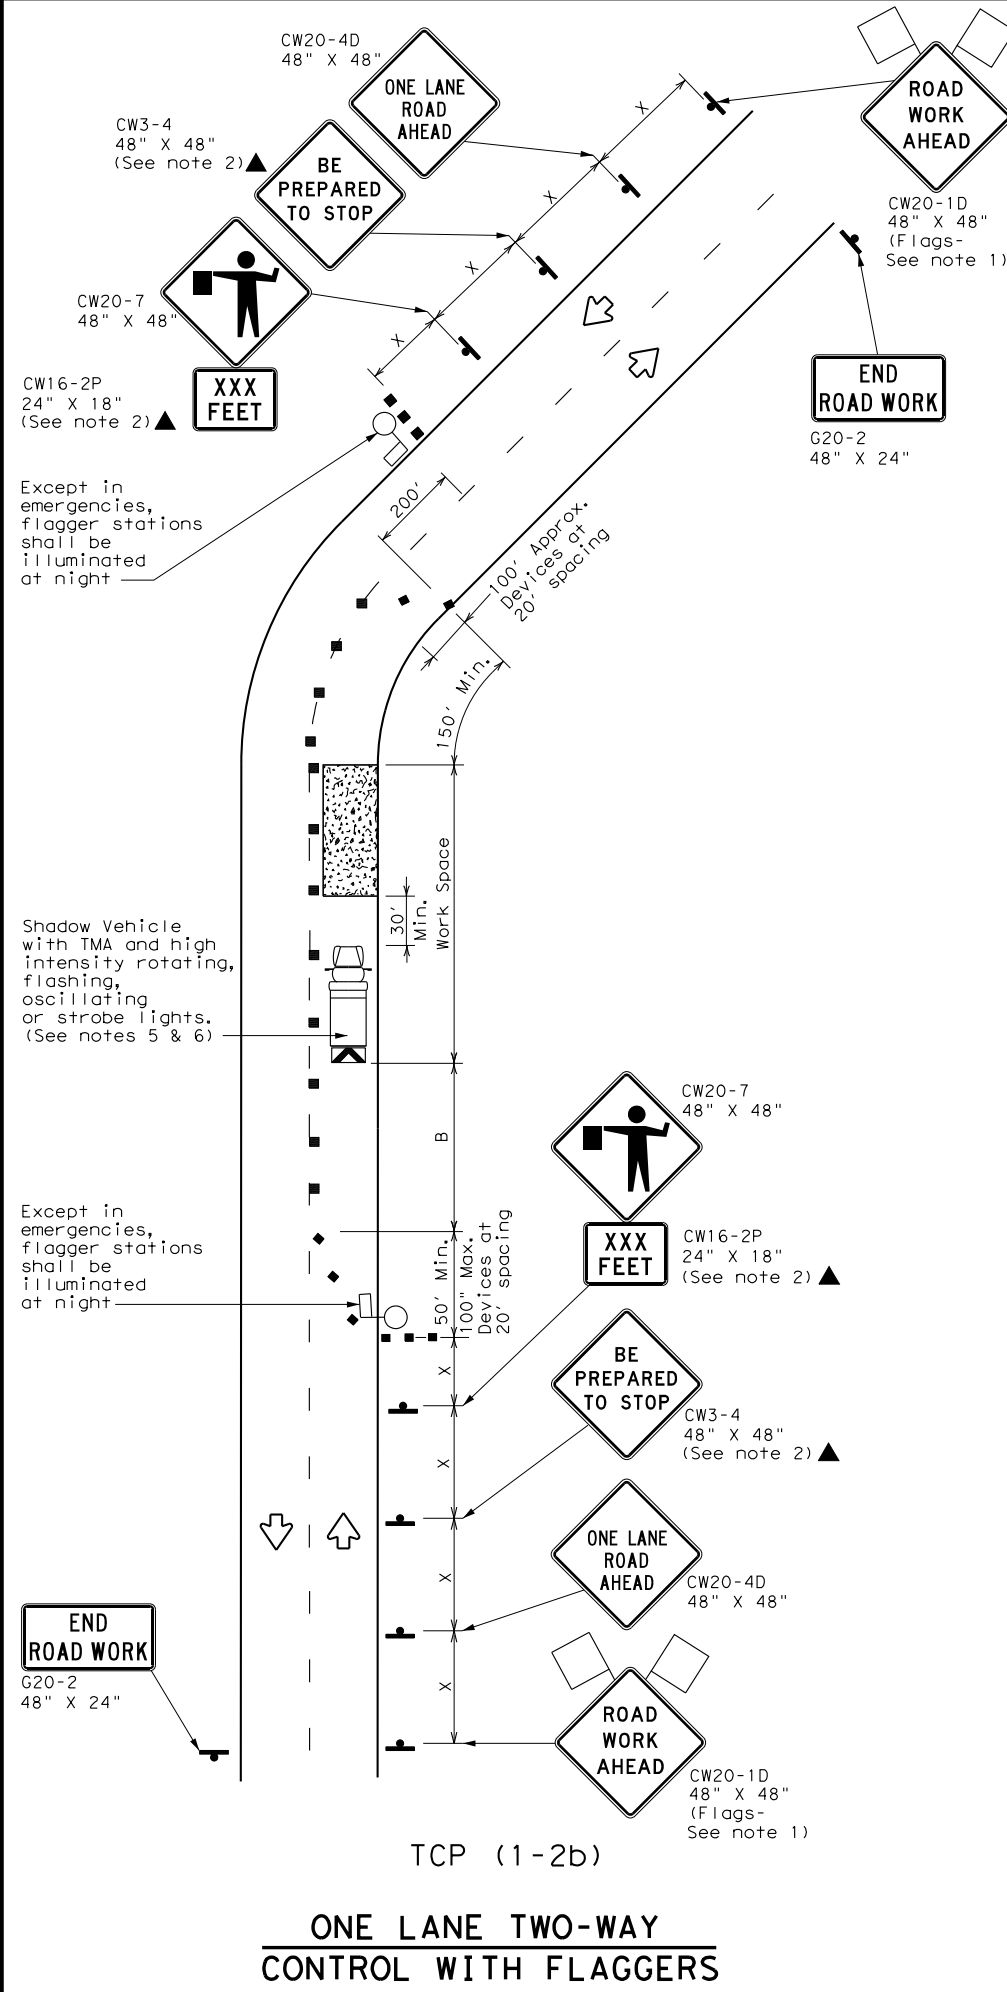 CW20-4D
48" X 48"
ONE LANE
ROAD
AHEAD
X
ROAD
WORK
AHEAD
CW20-1D
48" X 48"
(Flags-
See note 1)
CW3-4
48" X 48"
(See note 2)
BE
PREPARED
TO STOP
X
X
CW20-7
48" X 48"
X
CW16-2P
24" X 18"
(See note 2)
XXX
FEET
END
ROAD WORK
G20-2
48" X 24"
Except in
emergencies,
flagger stations
shall be
illuminated
at night
200'
100' Approx.
Devices at
20' spacing
150' Min.
Work Space
30'
Min.
Shadow Vehicle
with TMA and high
intensity rotating,
flashing,
oscillating
or strobe lights.
(See notes 5 & 6)
B
CW20-7
48" X 48"
XXX
FEET
CW16-2P
24" X 18"
(See note 2)
Except in
emergencies,
flagger stations
shall be
illuminated
at night
50' Min.
100" Max.
Devices at
20' spacing
X
BE
PREPARED
TO STOP
CW3-4
48" X 48"
(See note 2)
X
ONE LANE
ROAD
AHEAD
CW20-4D
48" X 48"
X
END
ROAD WORK
G20-2
48" X 24"
X
ROAD
WORK
AHEAD
CW20-1D
48" X 48"
(Flags-
See note 1)
TCP (1-2b)
ONE LANE TWO-WAY
CONTROL WITH FLAGGERS